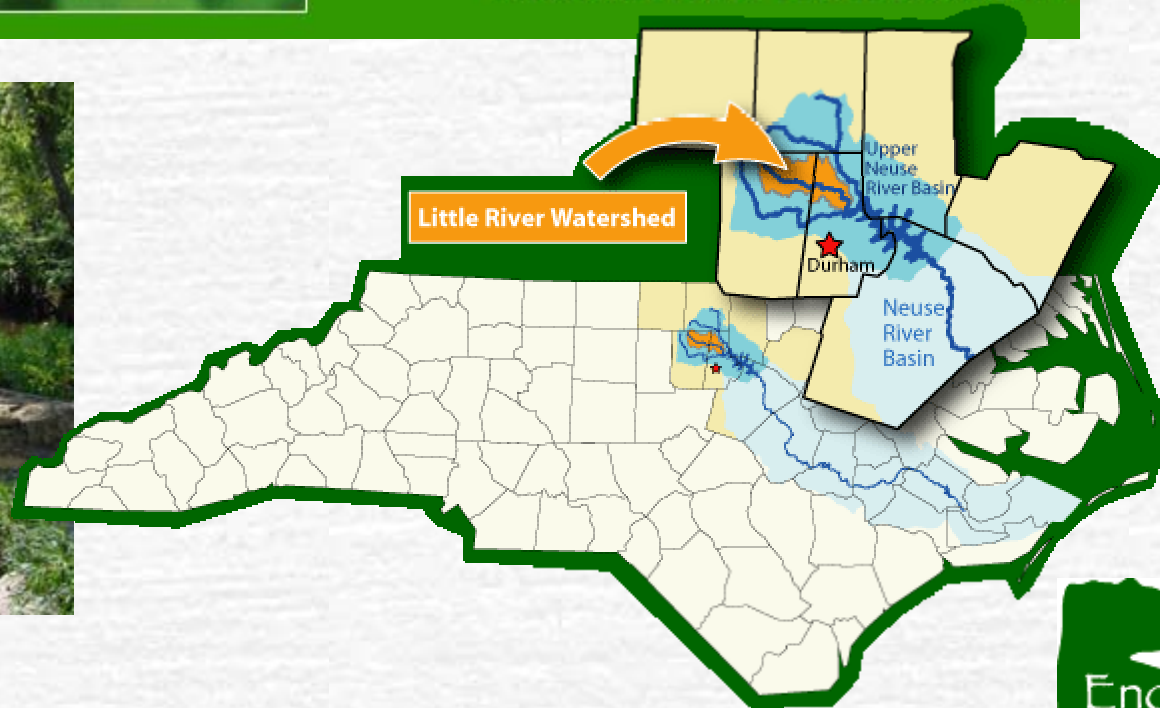 Upper
Neuse
River Basin
Little River Watershed
Durham
Neuse
River
Basin